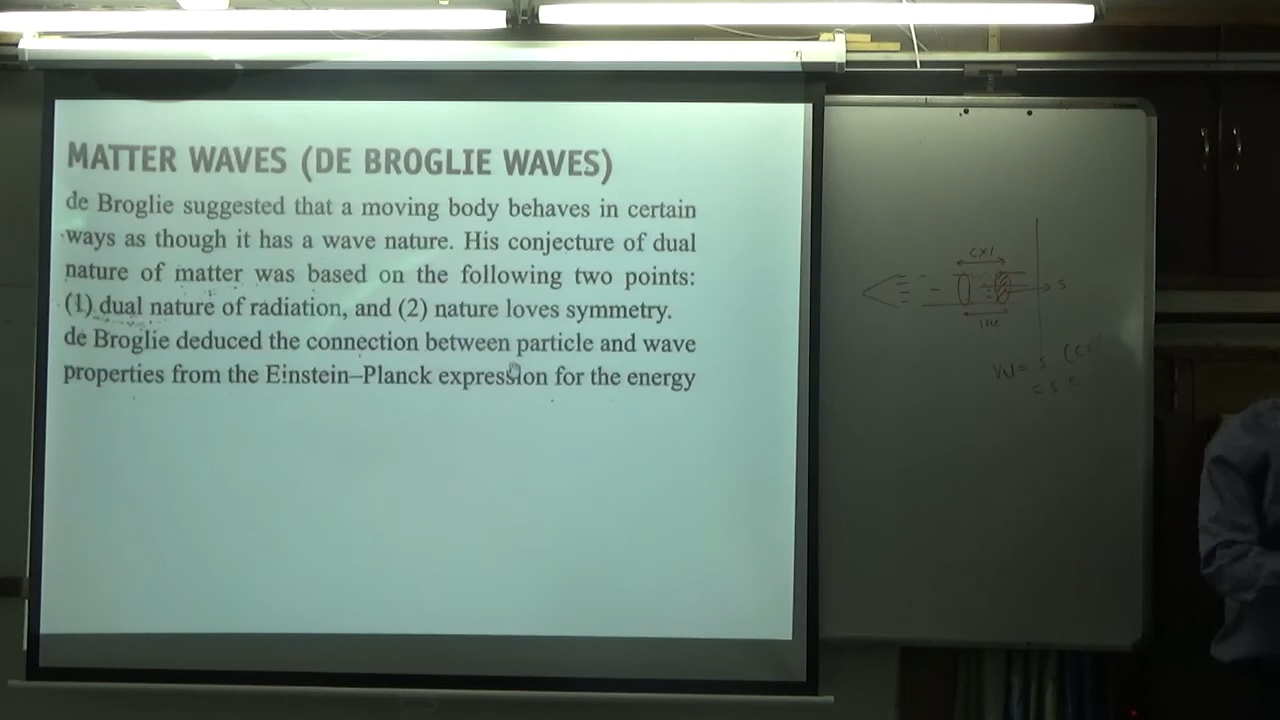 MATTER WAVES (DE BROGLIE WAVES)
de Broglie suggested that a moving body behaves in certain
ways as though it has a wave nature. His conjecture of dual
nature of matter was based on the following two points:
(1) dual nature of radiation, and (2) nature loves symmetry.
de Broglie deduced the connection between particle and wave
properties from the Einstein–Planck expression for the energy
C×1
S